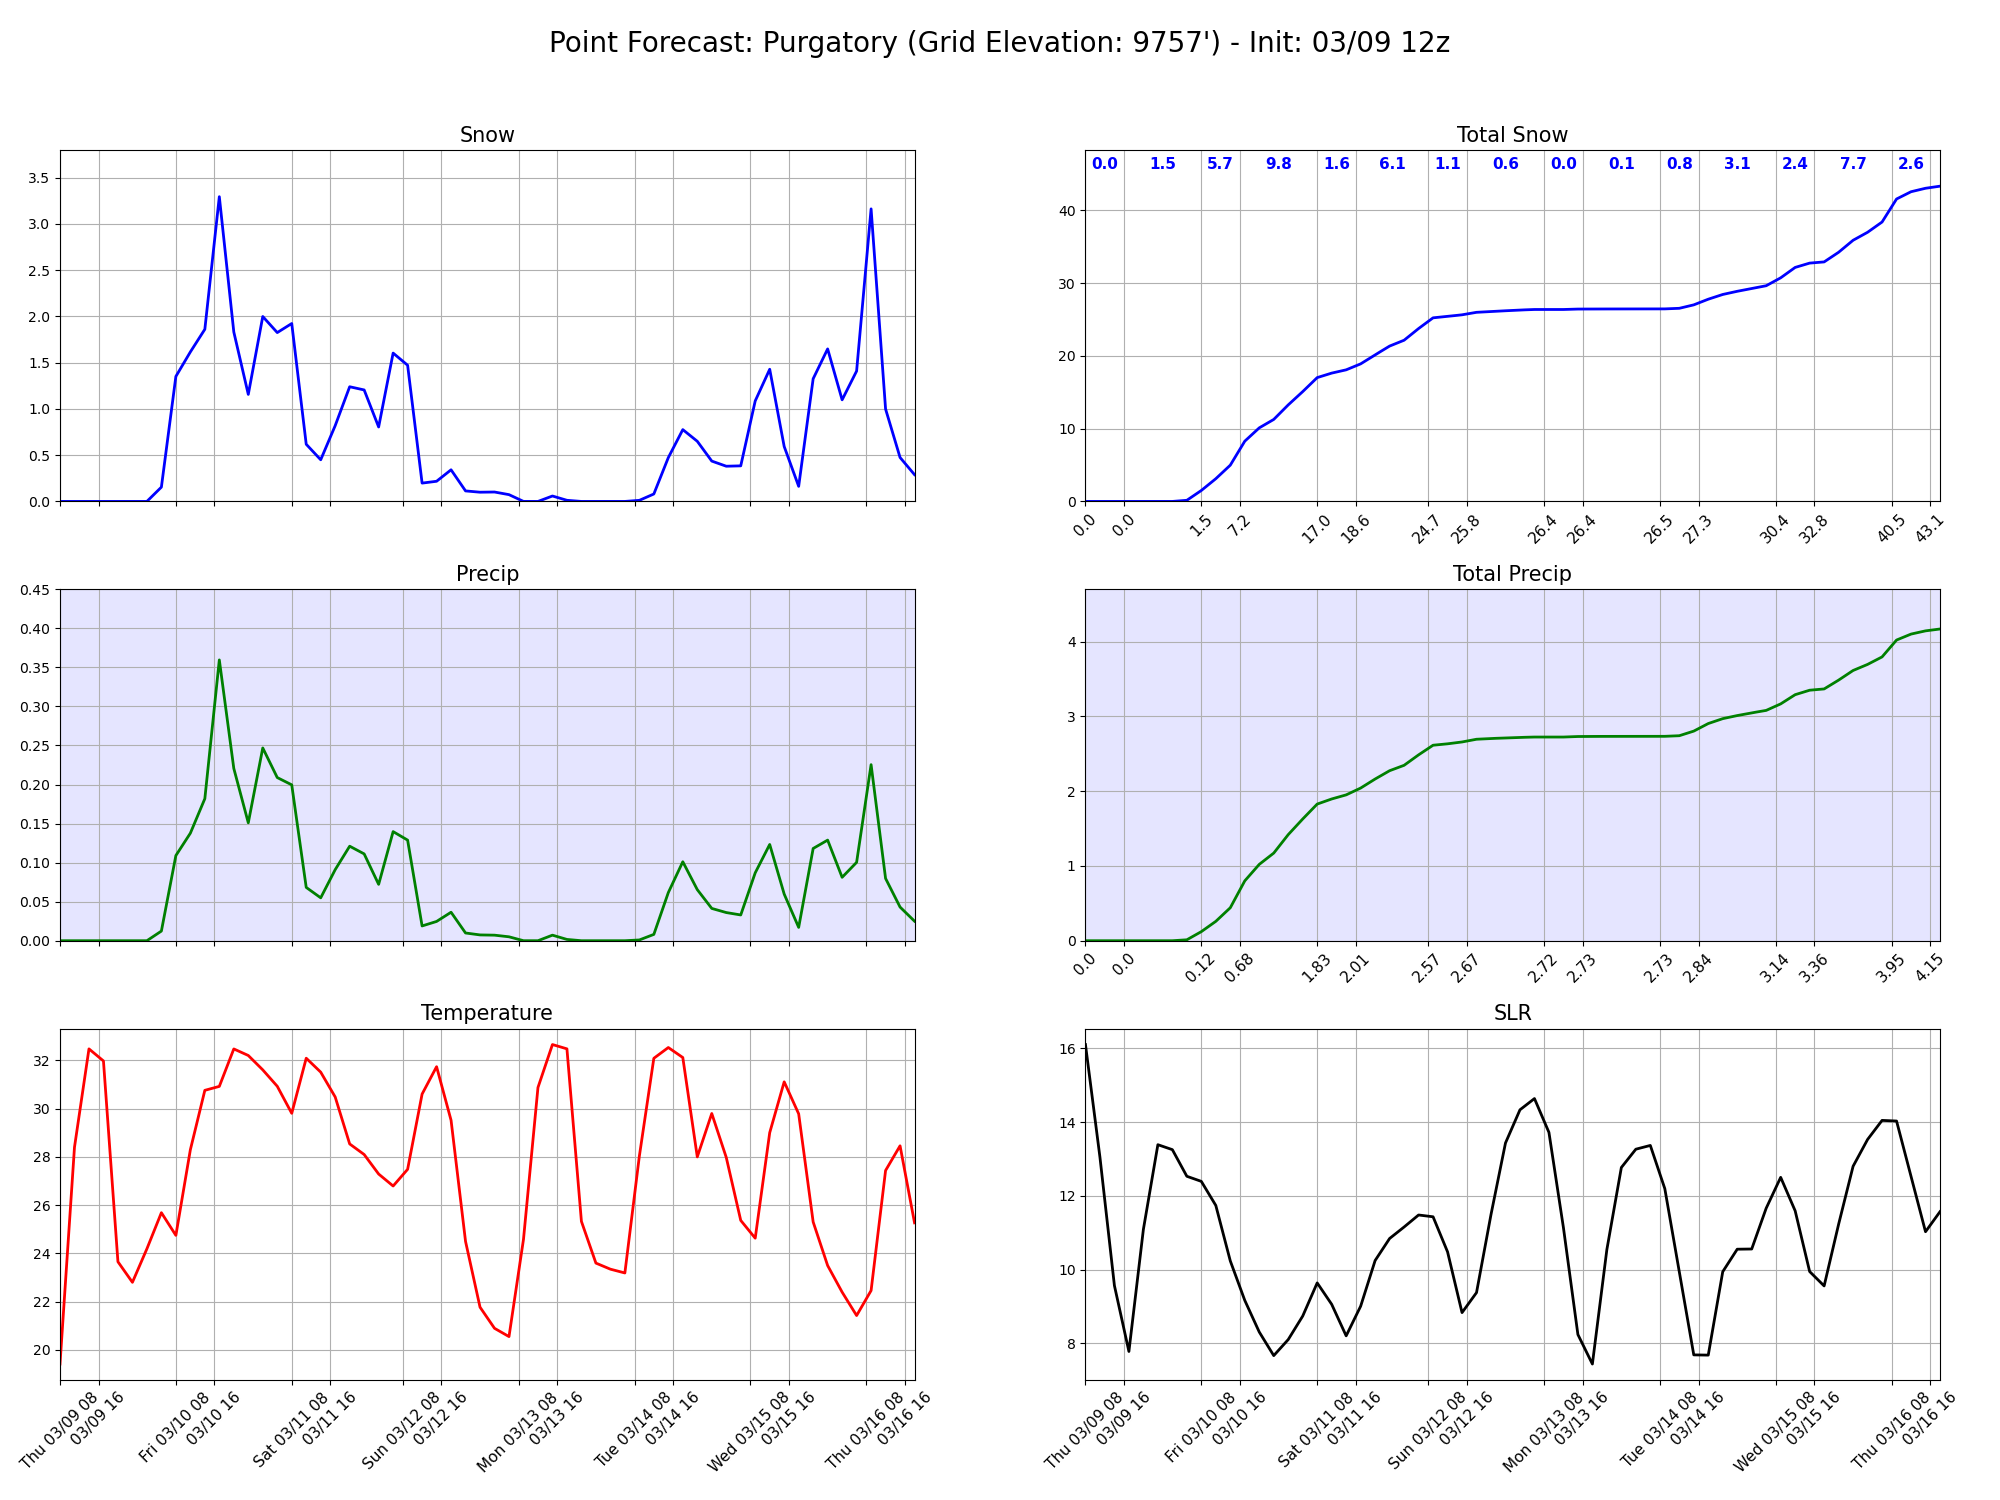 Point Forecast: Purgatory (Grid Elevation: 9757') - Init: 03/09 12z
Snow
3.5
3.0
2.5
2.0
1.5
1.0
0.5
0.0
Total Snow
0.0 1.5 5.7 9.8 1.6 6.1 1.1 0.6 0.0 0.1 0.8 3.1 2.4 7.7 2.6
40
30
20
10
0
0.0 0.0 1.5 7.2 17.0 18.6 24.7 25.8 26.4 26.4 26.5 27.3 30.4 32.8 40.5 43.1
Precip
0.45
0.40
0.35
0.30
0.25
0.20
0.15
0.10
0.05
0.00
Total Precip
4
3
2
1
0
0.0 0.0 0.12 0.68 1.83 2.01 2.57 2.67 2.72 2.73 2.73 2.84 3.14 3.36 3.95 4.15
Temperature
32
30
28
26
24
22
20
Thu 03/09 08
03/09 16
Fri 03/10 08
03/10 16
Sat 03/11 08
03/11 16
Sun 03/12 08
03/12 16
Mon 03/13 08
03/13 16
Tue 03/14 08
03/14 16
Wed 03/15 08
03/15 16
Thu 03/16 08
03/16 16
SLR
16
14
12
10
8
Thu 03/09 08
03/09 16
Fri 03/10 08
03/10 16
Sat 03/11 08
03/11 16
Sun 03/12 08
03/12 16
Mon 03/13 08
03/13 16
Tue 03/14 08
03/14 16
Wed 03/15 08
03/15 16
Thu 03/16 08
03/16 16